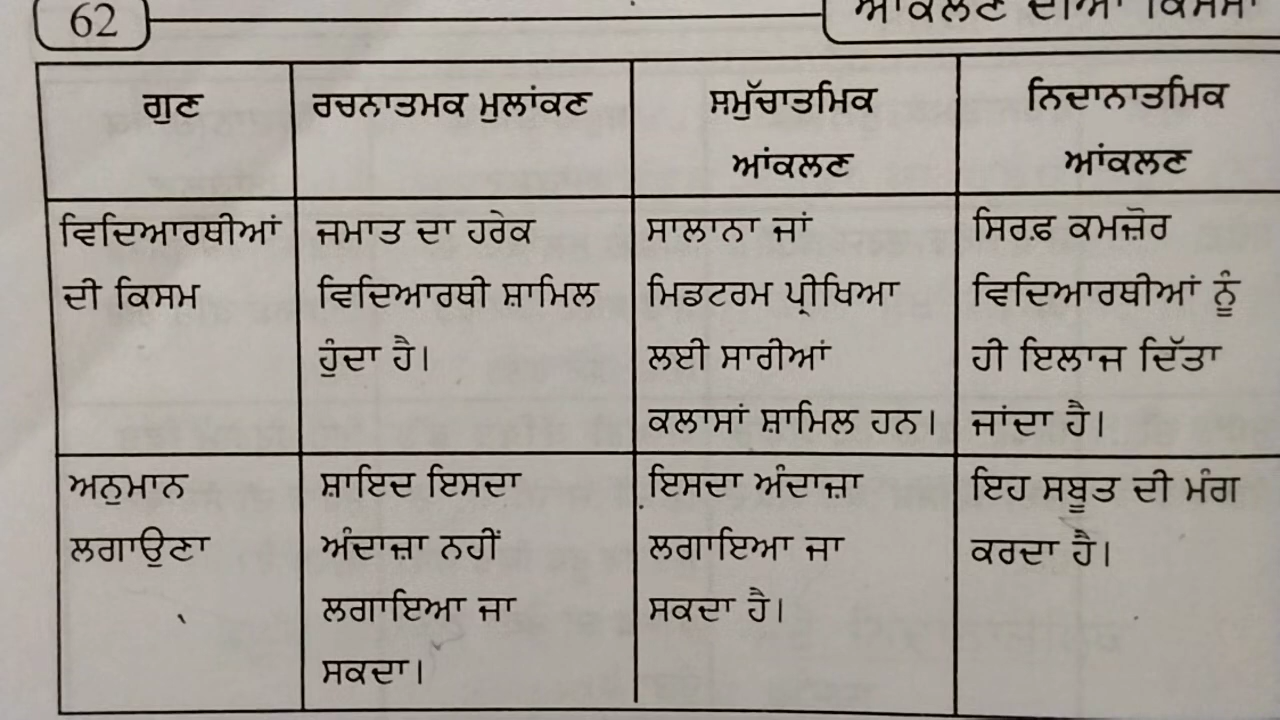 62
ਆਂਕਲਣ ਦੀਆਂ ਕਿਸਮਾਂ
ਗੁਣ
ਰਚਨਾਤਮਕ ਮੁਲਾਂਕਣ
ਸਮੁੱਚਾਤਮਿਕ
ਆਂਕਲਣ
ਨਿਦਾਨਾਤਮਿਕ
ਆਂਕਲਣ
ਵਿਦਿਆਰਥੀਆਂ
ਦੀ ਕਿਸਮ
ਜਮਾਤ ਦਾ ਹਰੇਕ
ਵਿਦਿਆਰਥੀ ਸ਼ਾਮਿਲ
ਹੁੰਦਾ ਹੈ।
ਸਾਲਾਨਾ ਜਾਂ
ਮਿਡਟਰਮ ਪ੍ਰੀਖਿਆ
ਲਈ ਸਾਰੀਆਂ
ਕਲਾਸਾਂ ਸ਼ਾਮਿਲ ਹਨ।
ਸਿਰਫ਼ ਕਮਜ਼ੋਰ
ਵਿਦਿਆਰਥੀਆਂ ਨੂੰ
ਹੀ ਇਲਾਜ ਦਿੱਤਾ
ਜਾਂਦਾ ਹੈ।
ਅਨੁਮਾਨ
ਲਗਾਉਣਾ
ਸ਼ਾਇਦ ਇਸਦਾ
ਅੰਦਾਜ਼ਾ ਨਹੀਂ
ਲਗਾਇਆ ਜਾ
ਸਕਦਾ।
ਇਸਦਾ ਅੰਦਾਜ਼ਾ
ਲਗਾਇਆ ਜਾ
ਸਕਦਾ ਹੈ।
ਇਹ ਸਬੂਤ ਦੀ ਮੰਗ
ਕਰਦਾ ਹੈ।